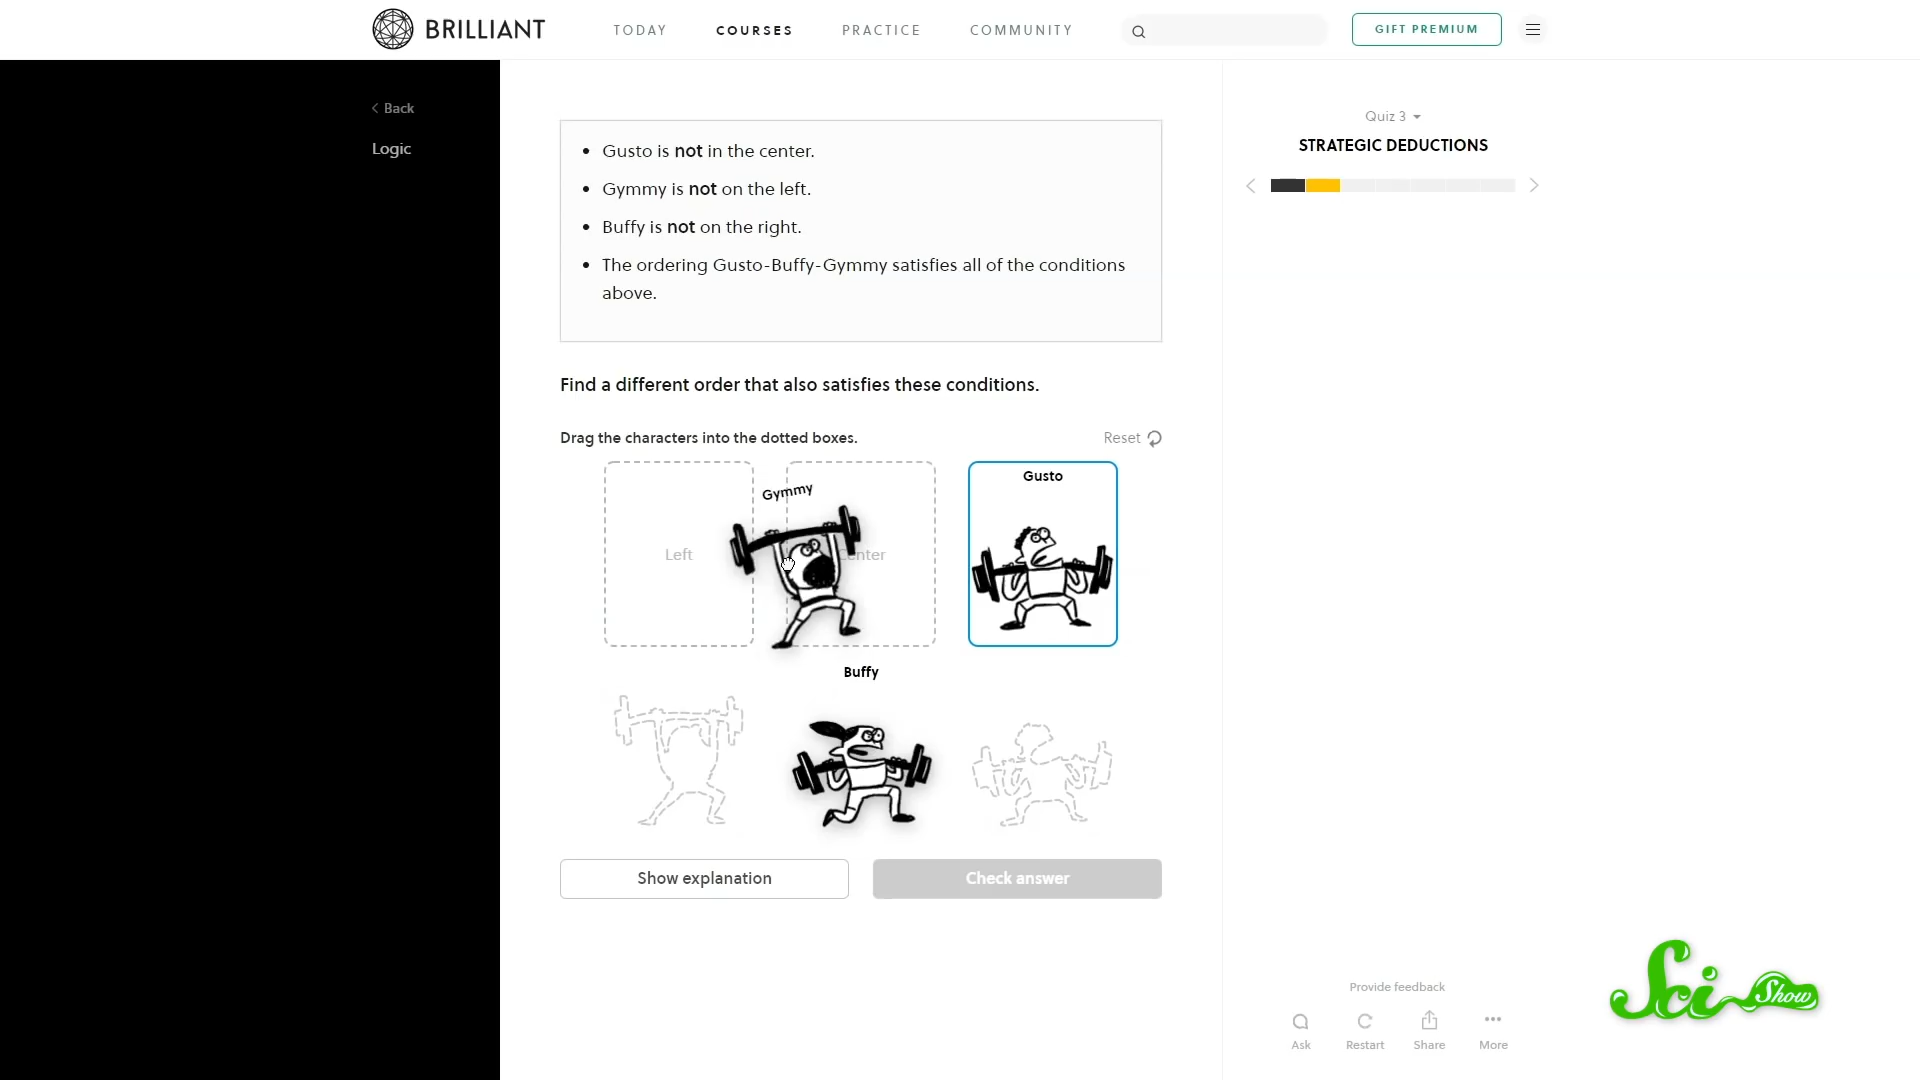 BRILLIANT
TODAY
COURSES
PRACTICE
COMMUNITY
GIFT PREMIUM
Back
Logic
Gusto is not in the center.
Gymmy is not on the left.
Buffy is not on the right.
The ordering Gusto-Buffy-Gymmy satisfies all of the conditions
above.
Find a different order that also satisfies these conditions.
Drag the characters into the dotted boxes.
Reset
Gusto
Gymmy
Left
Center
Buffy
Show explanation
Check answer
Quiz 3
STRATEGIC DEDUCTIONS
Provide feedback
Ask
Restart
Share
More
Sci Show